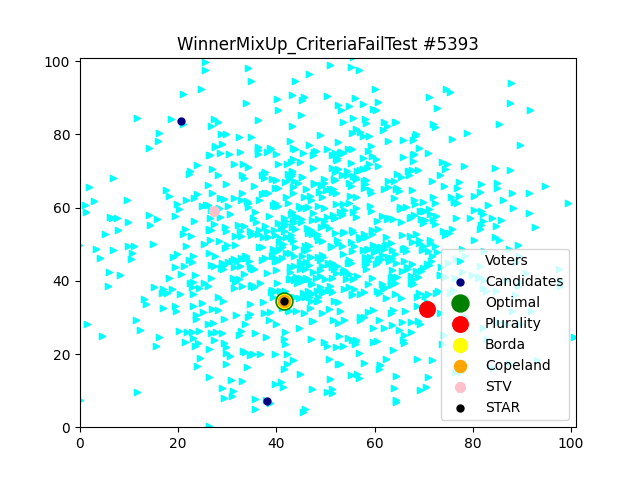 WinnerMixUp_CriteriaFailTest #5393
100
80
60
40
20
0
0
20
40
60
80
100
Voters
Candidates
Optimal
Plurality
Borda
Copeland
STV
STAR